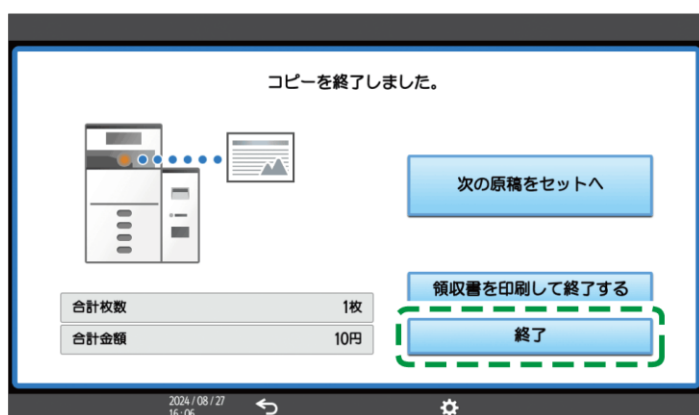 コピーを終了しました。
次の原稿をセットへ
領収書を印刷して終了する
合計枚数 1枚
合計金額 10円
終了
2024/08/27
16:06